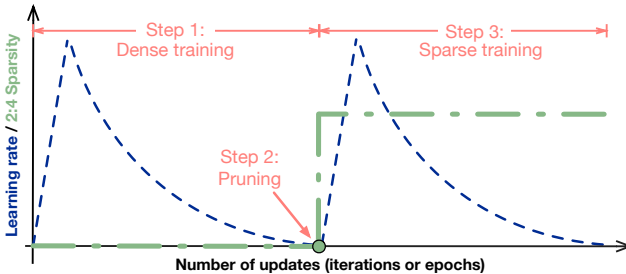 Learning rate / 2:4 Sparsity
Step 1:
Dense training
Step 3:
Sparse training
Step 2:
Pruning
Number of updates (iterations or epochs)